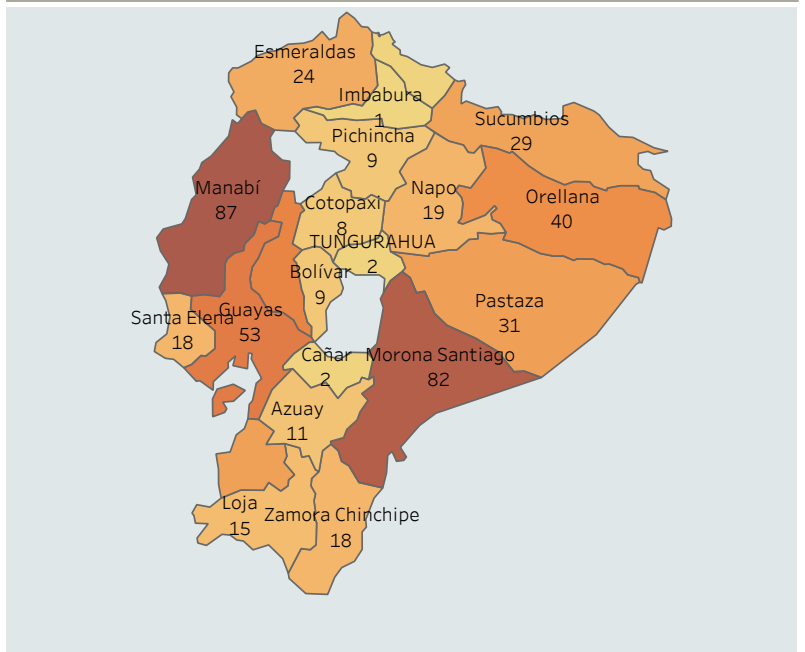 Esmeraldas
24
Imbabura
1
Sucumbios
29
Pichincha
9
Manabí
87
Napo
19
Orellana
40
Cotopaxi
8
TUNGURAHUA
2
Bolívar
9
Pastaza
31
Santa Elena
18
Guayas
53
Cañar
2
Morona Santiago
82
Azuay
11
Loja
15
Zamora Chinchipe
18